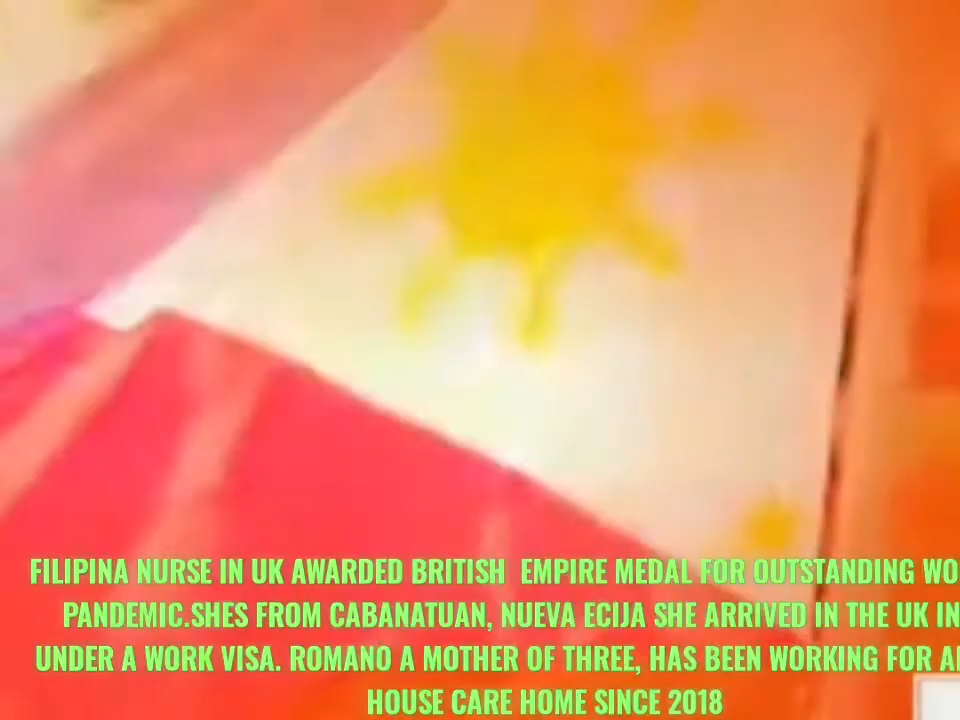 FILIPINA NURSE IN UK AWARDED BRITISH EMPIRE MEDAL FOR OUTSTANDING
PANDEMIC.SHES FROM CABANATUAN, NUEVA ECIJA SHE ARRIVED IN THE UK IN
UNDER A WORK VISA. ROMANO A MOTHER OF THREE, HAS BEEN WORKING FOR
HOUSE CARE HOME SINCE 2018